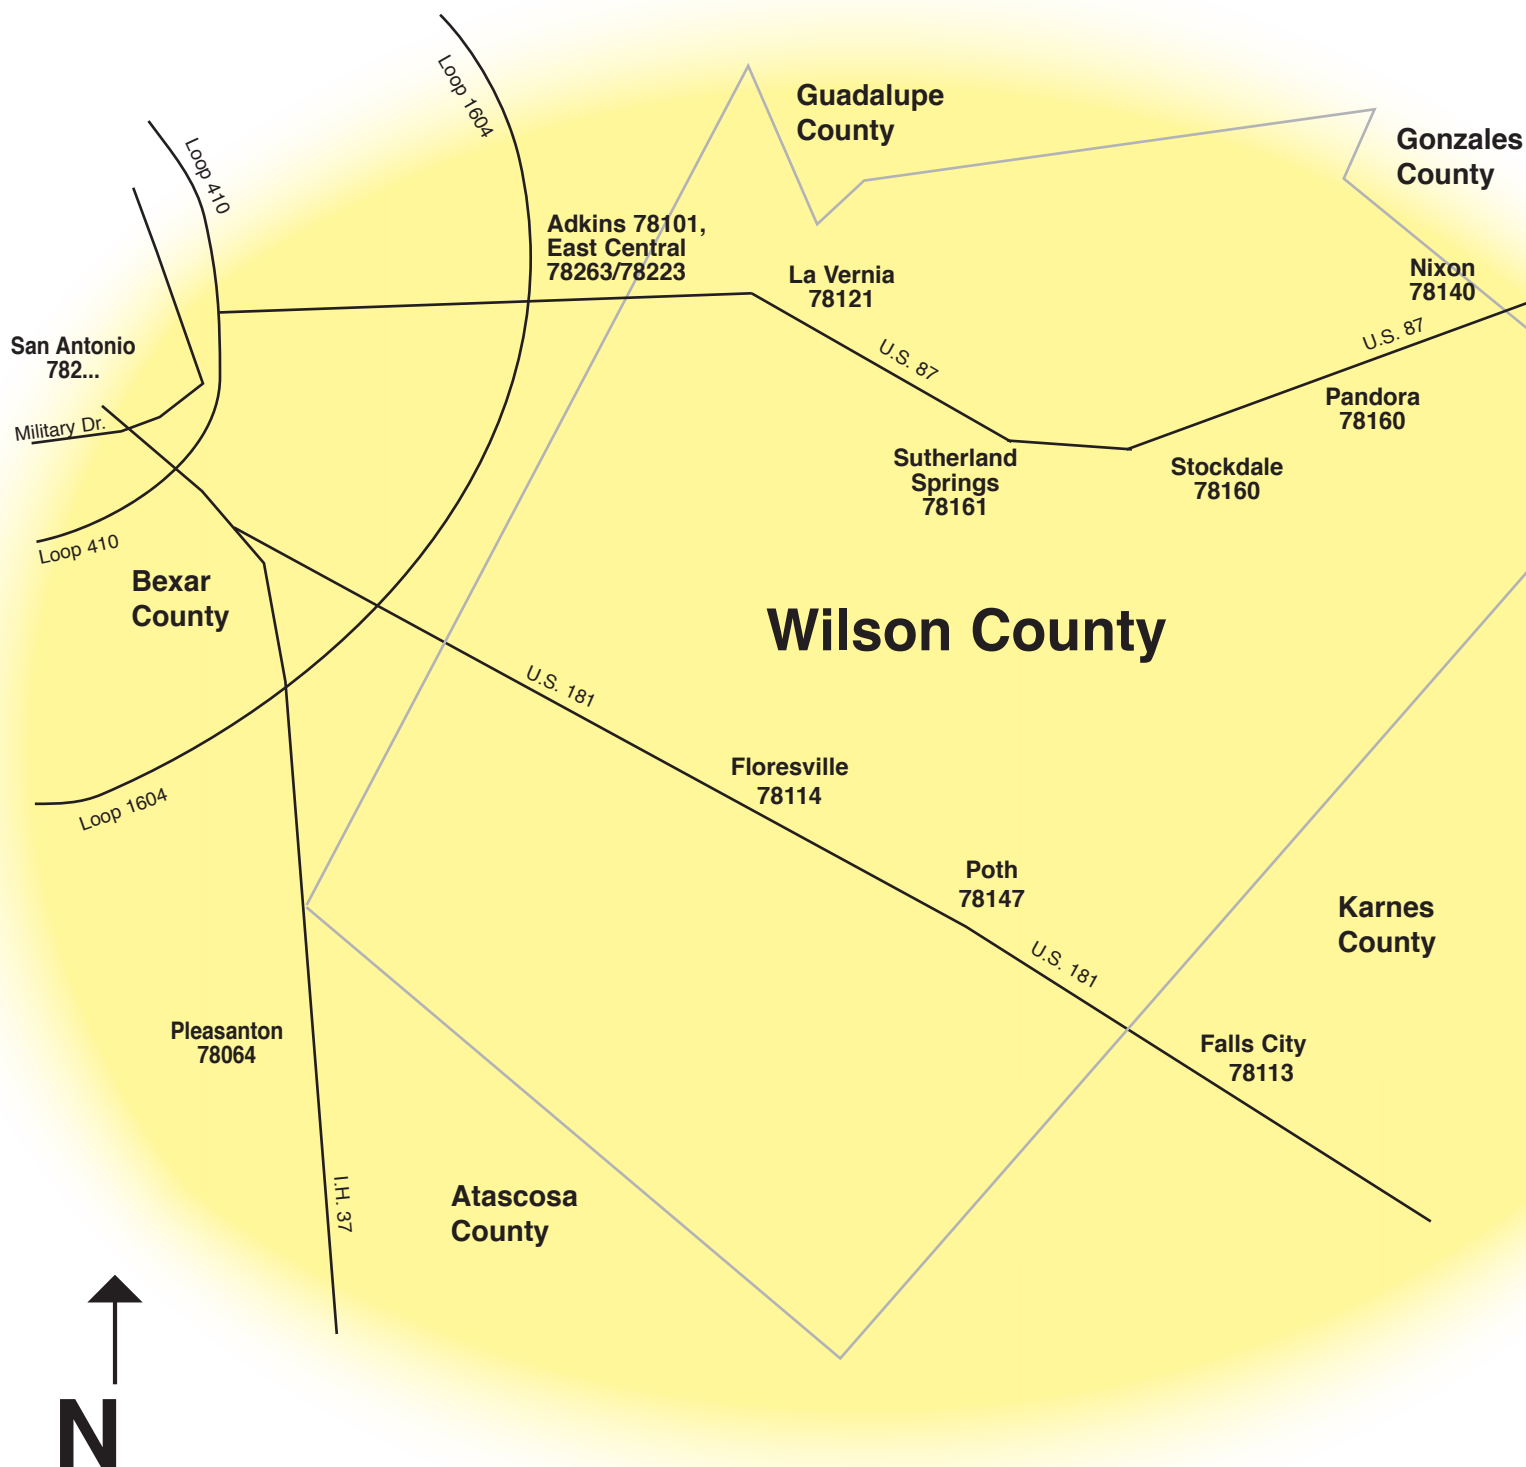 Loop 1604
Guadalupe
County
Gonzales
County
Loop 410
Adkins 78101,
East Central
78263/78223
La Vernia
78121
Nixon
78140
U.S. 87
U.S. 87
San Antonio
782...
Military Dr.
Pandora
78160
Sutherland
Springs
78161
Stockdale
78160
Loop 410
Bexar
County
Wilson County
U.S. 181
Floresville
78114
Loop 1604
Poth
78147
Karnes
County
U.S. 181
Pleasanton
78064
Falls City
78113
I.H. 37
Atascosa
County
N